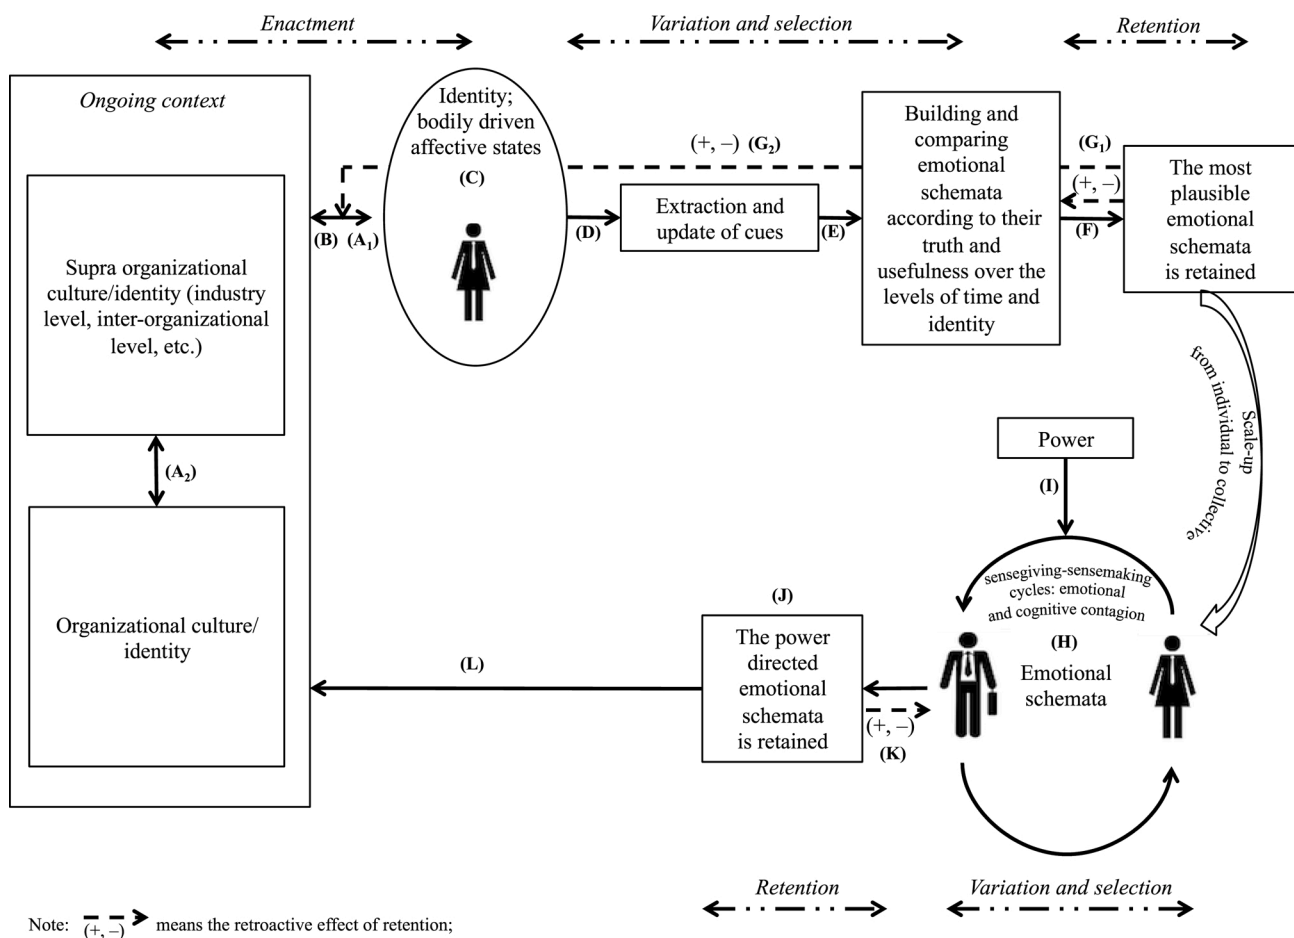 Enactment
Variation and selection
Retention
Ongoing context
Supra organizational
culture/identity (industry
level, inter-organizational
level, etc.)
(A2)
Organizational culture/
identity
(B)
(A1)
Identity;
bodily driven
affective states
(C)
(D)
(+, –) (G2)
Extraction and
update of cues
(E)
Building and
comparing
emotional
schemata
according to their
truth and
usefulness over the
levels of time and
identity
(G1)
(+, –)
(F)
The most
plausible
emotional
schemata
is retained
Scale-up
from individual to collective
Power
(I)
sensegiving-sensemaking
cycles: emotional
and cognitive contagion
(H)
Emotional
schemata
(J)
The power
directed
emotional
schemata
is retained
(+, –)
(K)
(L)
Retention
Variation and selection
Note: (+, –) means the retroactive effect of retention;